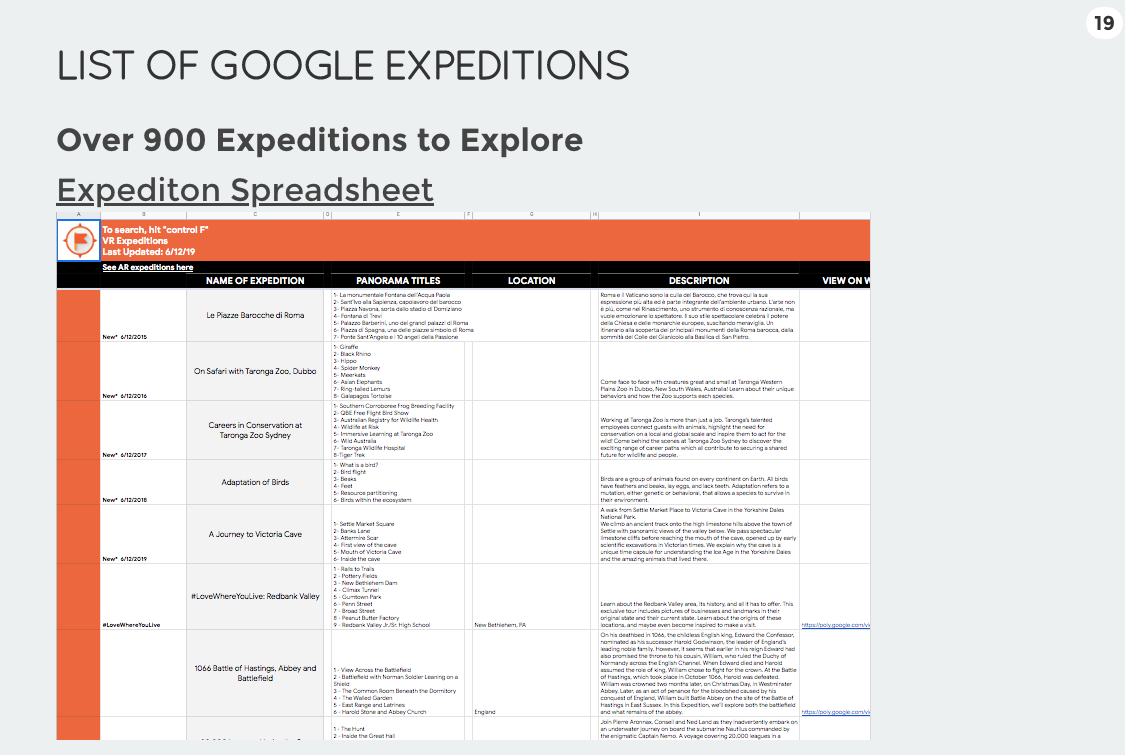 19
LIST OF GOOGLE EXPEDITIONS
Over 900 Expeditions to Explore
Expediton Spreadsheet
A B C D E F G H I
To search, hit "control F"
VR Expeditions
Last Updated: 6/12/19
See AR expeditions here
NAME OF EXPEDITION PANORAMA TITLES LOCATION DESCRIPTION VIEW ON W
New* 6/12/2015
Le Piazze Barocche di Roma
1- La monumentale Fontana dell'Acqua Paola
2- Sant'Ivo alla Sapienza, capolavoro del barocco
3- Piazza Navona, sorta dallo stadio di Domiziano
4- Fontana di Trevi
5- Palazzo Barberini, uno dei grandi palazzi di Roma
6- Piazza di Spagna, una delle piazze simbolo di Roma
7- Ponte Sant'Angelo e i 10 angeli della Passione
Roma e il Vaticano sono la culla del Barocco, che trova qui la sua
espressione più alta ed è parte integrante dell'ambiente urbano. L'arte non
è più, come nel Rinascimento, uno strumento di conoscenza razionale, ma
vuole emozionare lo spettatore. Il suo stile spettacolare celebra il potere
della Chiesa e delle monarchie europee, suscitando meraviglia. Un
itinerario alla scoperta dei principali monumenti della Roma barocca, dalla
sommità del Colle del Gianicolo alla Basilica di San Pietro.
New* 6/12/2016
On Safari with Taronga Zoo, Dubbo
1- Giraffe
2- Black Rhino
3- Hippo
4- Spider Monkey
5- Meerkats
6- Asian Elephants
7- Ring-tailed Lemurs
8- Galapagos Tortoise
Come face to face with creatures great and small at Taronga Western
Plains Zoo in Dubbo, New South Wales, Australia! Learn about their unique
behaviors and how the Zoo supports each species.
New* 6/12/2017
Careers in Conservation at
Taronga Zoo Sydney
1- Southern Corroboree Frog Breeding Facility
2- QBE Free Flight Bird Show
3- Australian Registry for Wildlife Health
4- Wildlife at Risk
5- Immersive Learning at Taronga Zoo
6- Wild Australia
7- Taronga Wildlife Hospital
8-Tiger Trek
Working at Taronga Zoo is more than just a job. Taronga's talented
employees connect guests with animals, highlight the need for
conservation on a local and global scale and inspire them to act for the
wild! Come behind the scenes at Taronga Zoo Sydney to discover the
exciting range of career paths which all contribute to securing a shared
future for wildlife and people.
New* 6/12/2018
Adaptation of Birds
1- What is a bird?
2- Bird flight
3- Beaks
4- Feet
5- Resource partitioning
6- Birds within the ecosystem
Birds are a group of animals found on every continent on Earth. All birds
have feathers and beaks, lay eggs, and lack teeth. Adaptation refers to a
mutation, either genetic or behavioral, that allows a species to survive in
their environment.
New* 6/12/2019
A Journey to Victoria Cave
1- Settle Market Square
2- Banks Lane
3- Attermire Scar
4- First view of the cave
5- Mouth of Victoria Cave
6- Inside the cave
A walk from Settle Market Place to Victoria Cave in the Yorkshire Dales
National Park.
We climb an ancient track onto the high limestone hills above the town of
Settle with panoramic views of the valley below. We pass spectacular
limestone cliffs before reaching the mouth of the cave, opened up by early
scientific excavations in Victorian times. We explain why the cave is a
unique time capsule for understanding the Ice Age in the Yorkshire Dales
and the amazing animals that lived there.
#LoveWhereYouLive
#LoveWhereYouLive: Redbank Valley
1 - Rails to Trails
2 - Pottery Fields
3 - New Bethlehem Dam
4 - Climax Tunnel
5 - Gumtown Park
6 - Penn Street
7 - Broad Street
8 - Peanut Butter Factory
9 - Redbank Valley Jr./Sr. High School
New Bethlehem, PA
Learn about the Redbank Valley area, its history, and all it has to offer. This
exclusive tour includes pictures of businesses and landmarks in their
original state and their current state. Learn about the origins of these
locations, and maybe even become inspired to make a visit.
https://poly.google.com/vi
1066 Battle of Hastings, Abbey and
Battlefield
1 - View Across the Battlefield
2 - Battlefield with Norman Soldier Leaning on a
Shield
3 - The Common Room Beneath the Dormitory
4 - The Walled Garden
5 - East Range and Latrines
6 - Harold Stone and Abbey Church
England
On his deathbed in 1066, the childless English king, Edward the Confessor,
nominated as his successor Harold Godwinson, the leader of England's
leading noble family. However, it seems that earlier in his reign Edward had
also promised the throne to his cousin, William, who ruled the Duchy of
Normandy across the English Channel. When Edward died and Harold
assumed the role of king, William chose to fight for the crown. At the Battle
of Hastings, which took place in October 1066, Harold was defeated.
William was crowned two months later, on Christmas Day, in Westminster
Abbey. Later, as an act of penance for the bloodshed caused by his
conquest of England, William built Battle Abbey on the site of the Battle of
Hastings in East Sussex. In this Expedition, we'll explore both the battlefield
and what remains of the abbey.
https://poly.google.com/vi
1 - The Hunt
2 - Inside the Great Hall
Join Pierre Aronnax, Conseil and Ned Land as they inadvertently embark on
an underwater journey on board the submarine Nautilus commanded by
the enigmatic Captain Nemo. A voyage covering 20,000 leagues in a